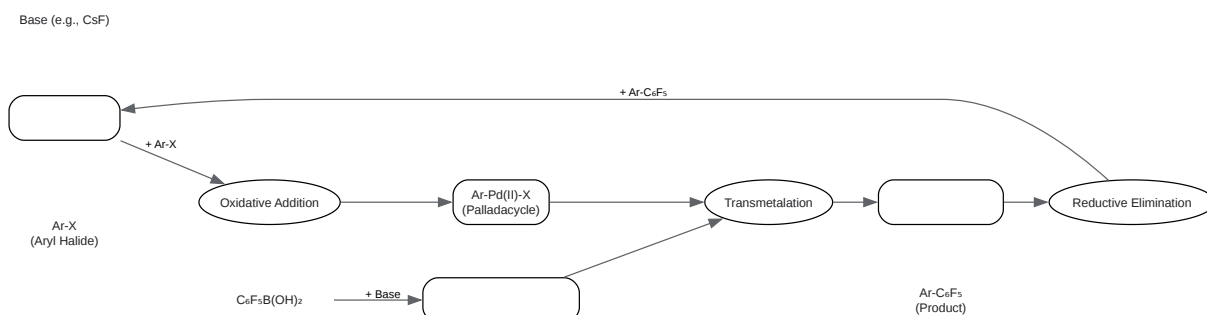 Base (e.g., CsF)
+ Ar-C₆F₅
+ Ar-X
Oxidative Addition
Ar-Pd(II)-X
(Palladacycle)
Transmetalation
Reductive Elimination
Ar-X
(Aryl Halide)
C₆F₅B(OH)₂
+ Base
Ar-C₆F₅
(Product)